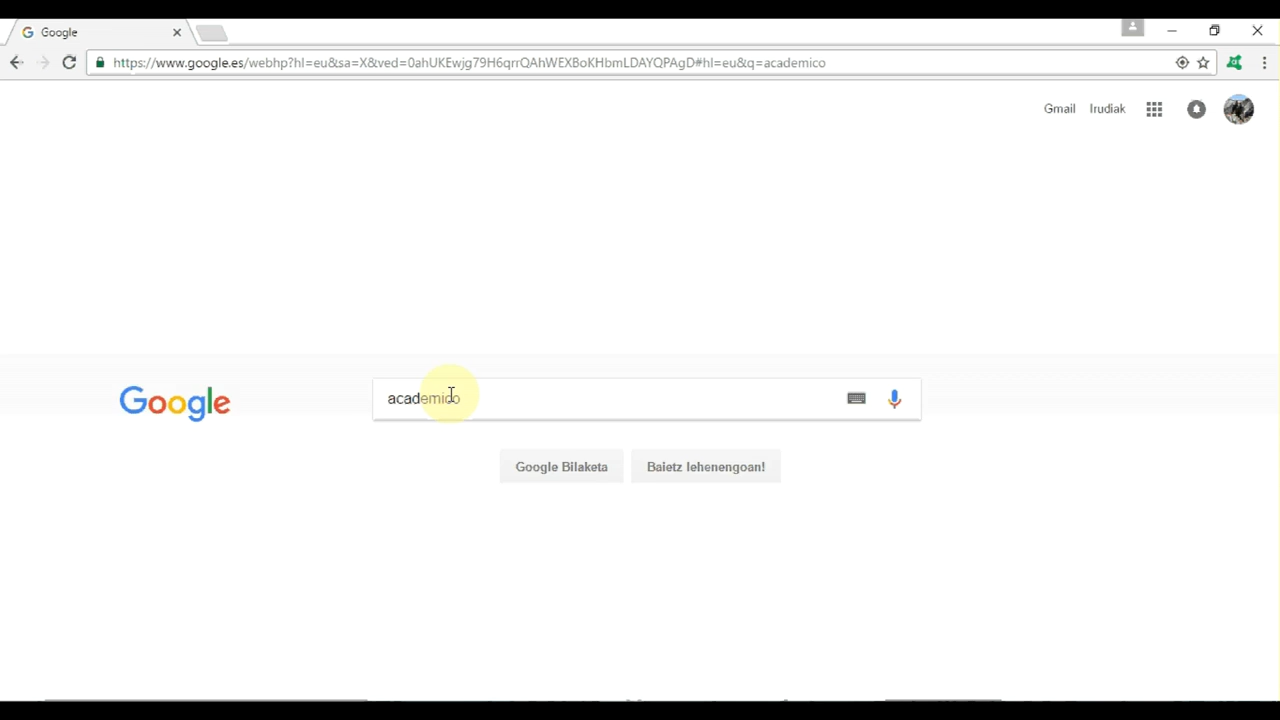 Google
https://www.google.es/webhp?hl=eu&sa=X&ved=0ahUKEwjg79H6qrrQAhWEXBoKHbmLDAYQPAgD#hl=eu&q=academico
Gmail Irudiak
Google academico
Google Bilaketa Baietz lehenengoan!